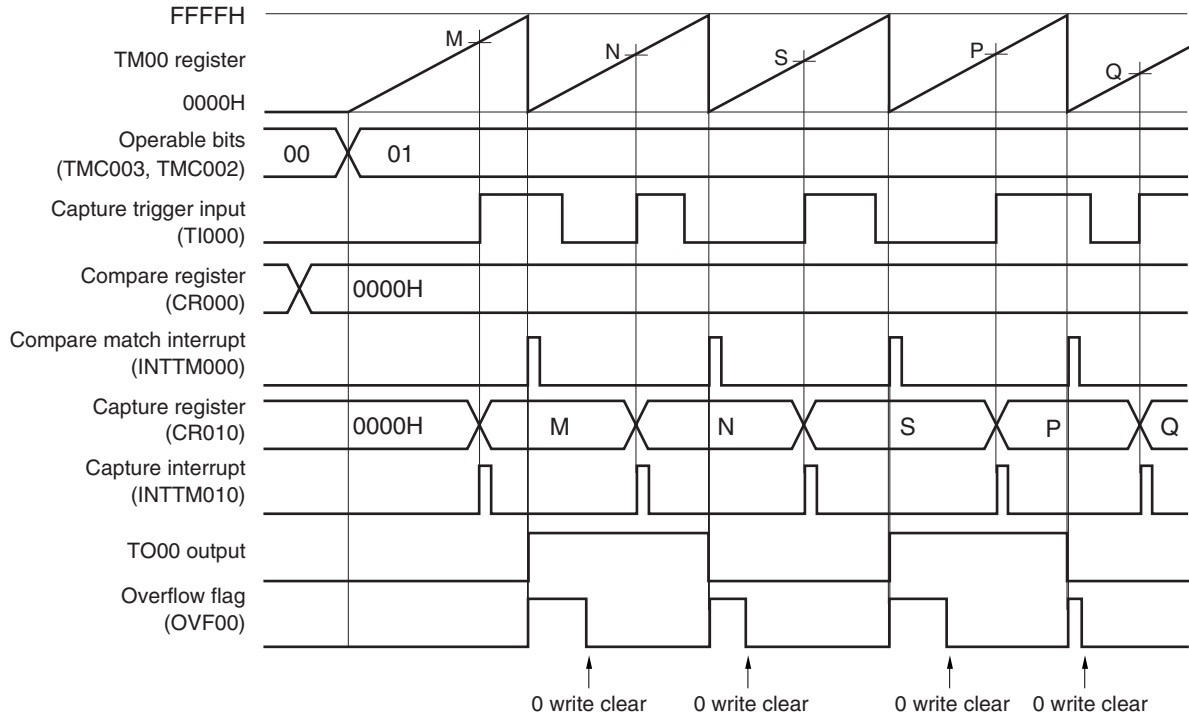 FFFFH
TM00 register
0000H
M N S P Q
Operable bits
(TMC003, TMC002)
00 01
Capture trigger input
(TI000)
Compare register
(CR000)
0000H
Compare match interrupt
(INTTM000)
Capture register
(CR010)
0000H M N S P Q
Capture interrupt
(INTTM010)
TO00 output
Overflow flag
(OVF00)
0 write clear 0 write clear 0 write clear 0 write clear